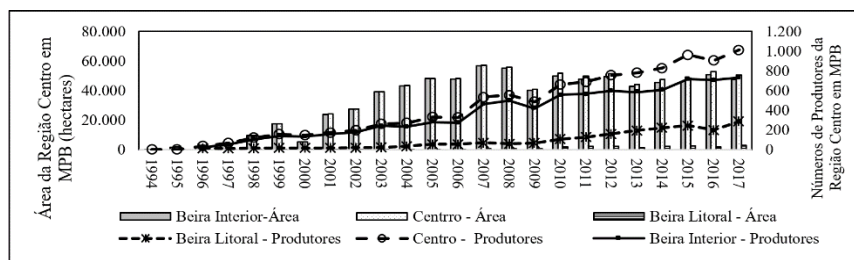 Área da Região Centro em
MPB (hectares)
80.000
60.000
40.000
20.000
0
1.200
1.000
800
600
400
200
0
Números de Produtores da
Região Centro em MPB
1994 1995 1996 1997 1998 1999 2000 2001 2002 2003 2004 2005 2006 2007 2008 2009 2010 2011 2012 2013 2014 2015 2016 2017
Beira Interior-Área Centrro - Área Beira Litoral - Área
Beira Litoral - Produtores Centro - Produtores Beira Interior - Produtores